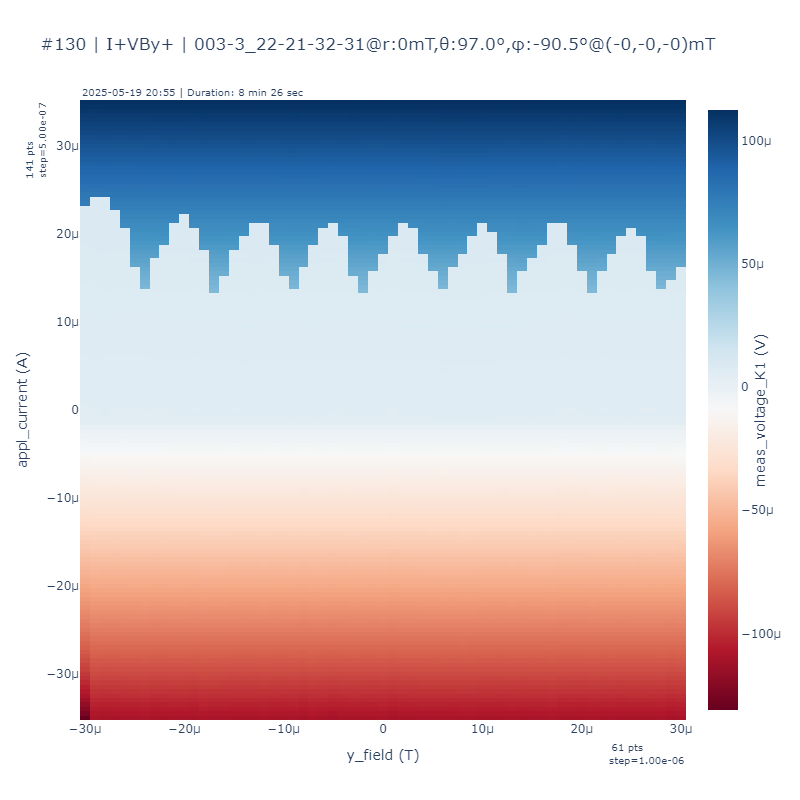 #130 | I+VBy+ | 003-3_22-21-32-31@r:0mT,θ:97.0°,φ:-90.5°@(-0,-0,-0)mT
2025-05-19 20:55 | Duration: 8 min 26 sec
141 pts
step=5.00e-07
30μ
20μ
10μ
0
−10μ
−20μ
−30μ
appl_current (A)
−30μ
−20μ
−10μ
0
10μ
20μ
30μ
y_field (T)
61 pts
step=1.00e-06
100μ
50μ
0
−50μ
−100μ
meas_voltage_K1 (V)